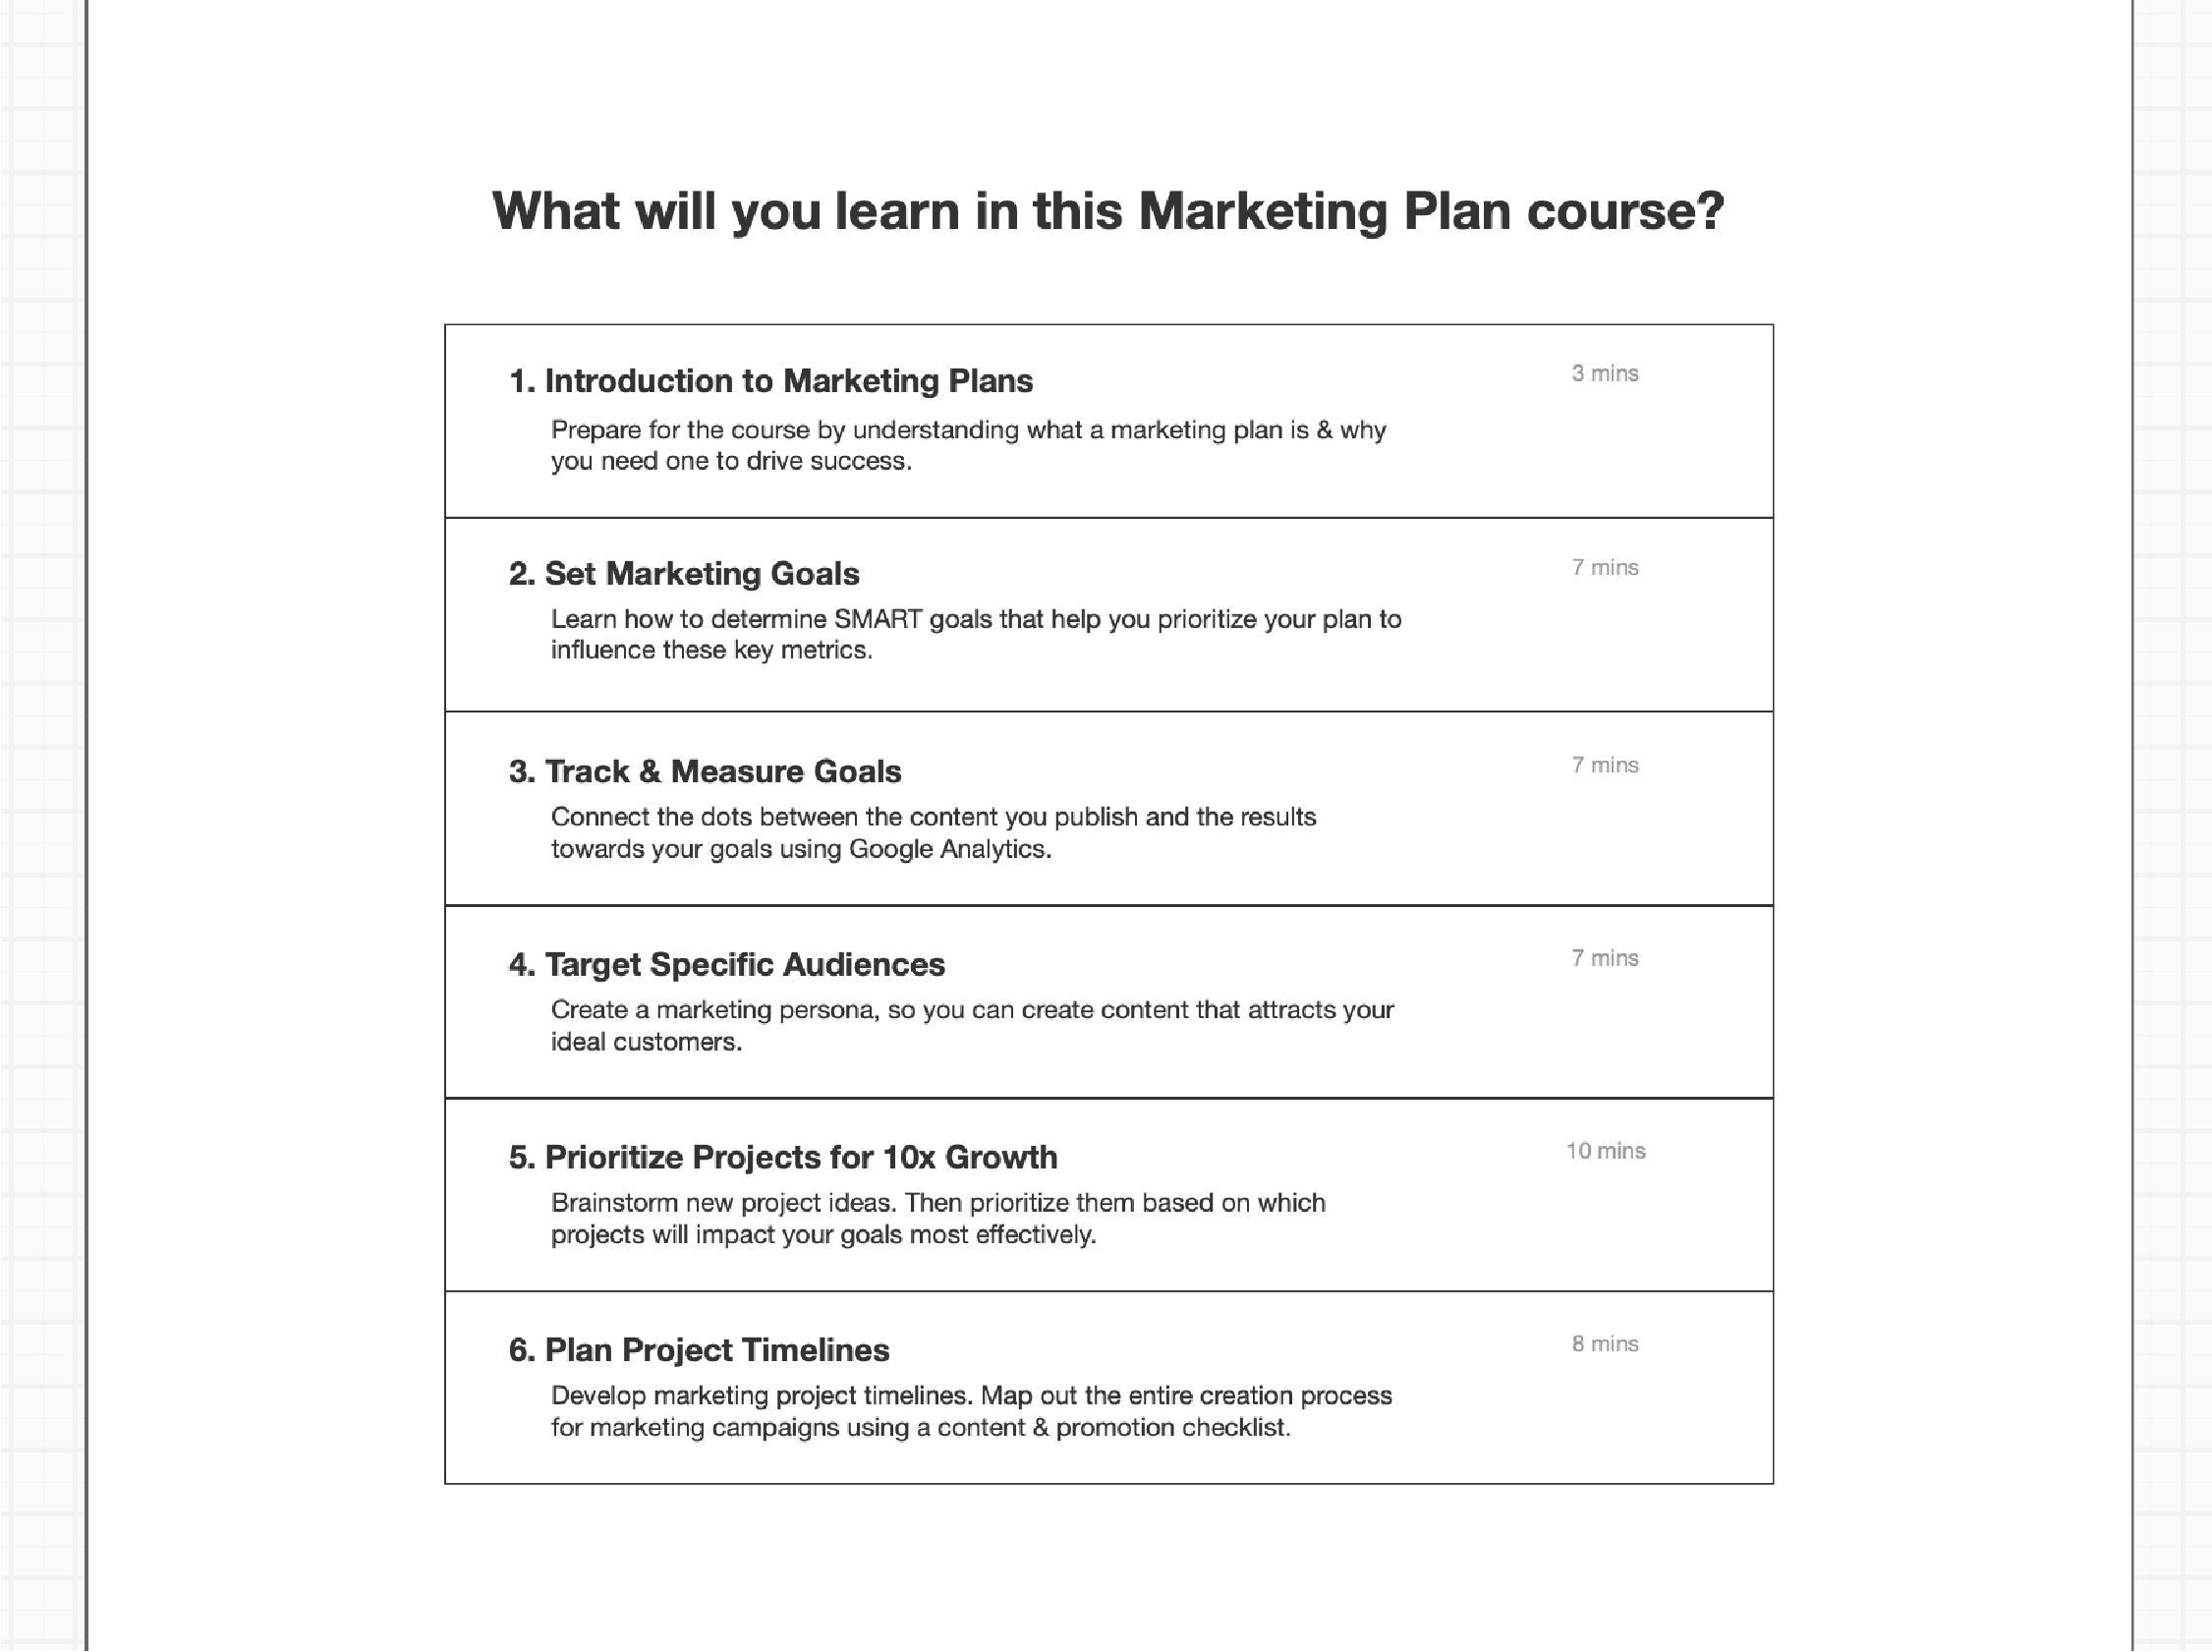 What will you learn in this Marketing Plan course?
1. Introduction to Marketing Plans
3 mins
Prepare for the course by understanding what a marketing plan is & why
you need one to drive success.
2. Set Marketing Goals
7 mins
Learn how to determine SMART goals that help you prioritize your plan to
influence these key metrics.
3. Track & Measure Goals
7 mins
Connect the dots between the content you publish and the results
towards your goals using Google Analytics.
4. Target Specific Audiences
7 mins
Create a marketing persona, so you can create content that attracts your
ideal customers.
5. Prioritize Projects for 10x Growth
10 mins
Brainstorm new project ideas. Then prioritize them based on which
projects will impact your goals most effectively.
6. Plan Project Timelines
8 mins
Develop marketing project timelines. Map out the entire creation process
for marketing campaigns using a content & promotion checklist.